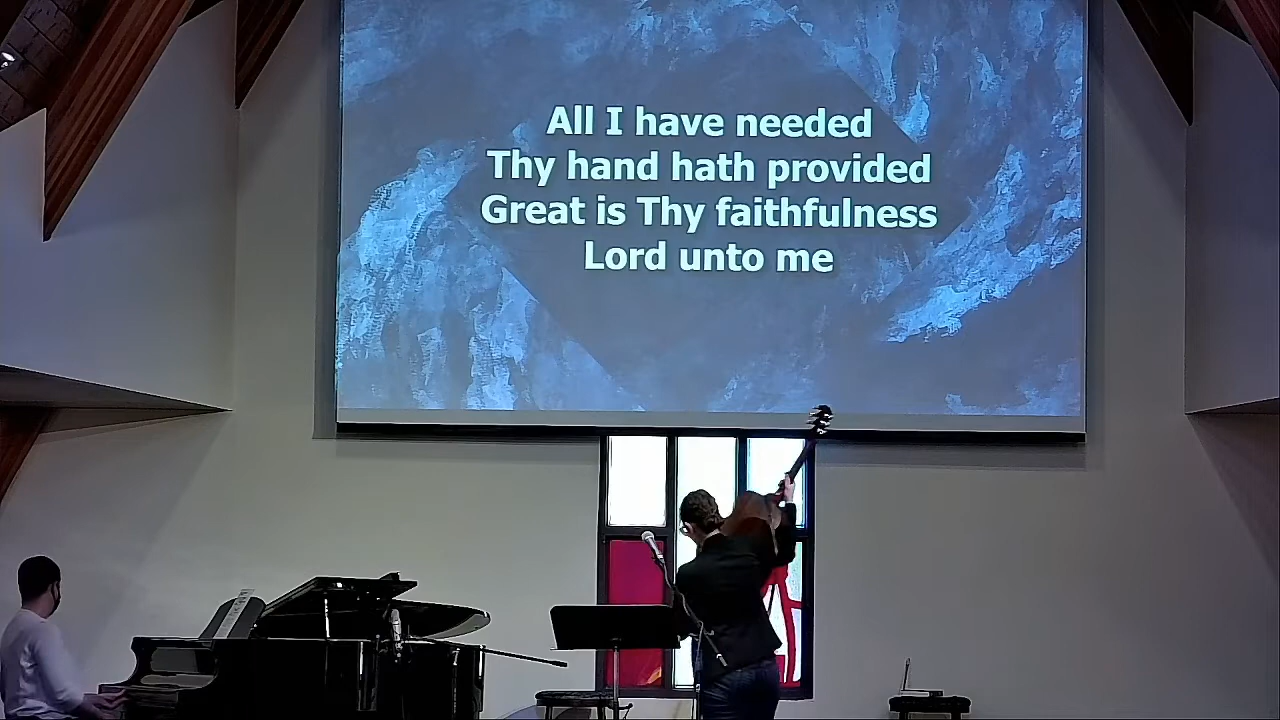 All I have needed
Thy hand hath provided
Great is Thy faithfulness
Lord unto me